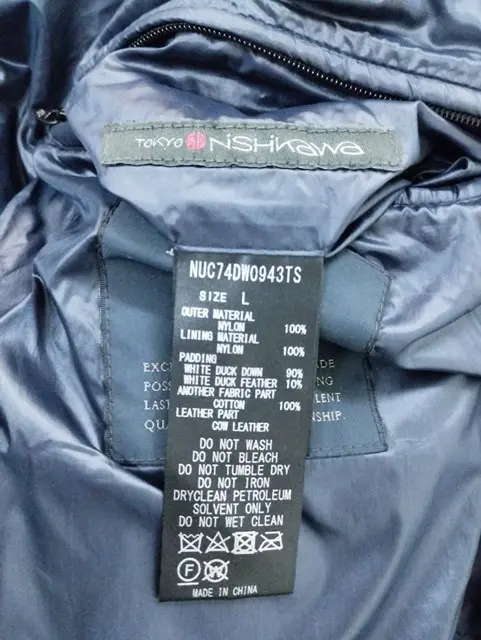 TOKYO NiSHiKaWa
NUC74DW0943TS
SIZE L
OUTER MATERIAL
NYLON 100%
LINING MATERIAL
NYLON 100%
PADDING
WHITE DUCK DOWN 90%
WHITE DUCK FEATHER 10%
ANOTHER FABRIC PART
COTTON 100%
LEATHER PART
COW LEATHER
DO NOT WASH
DO NOT BLEACH
DO NOT TUMBLE DRY
DO NOT IRON
DRYCLEAN PETROLEUM
SOLVENT ONLY
DO NOT WET CLEAN
F W
MADE IN CHINA